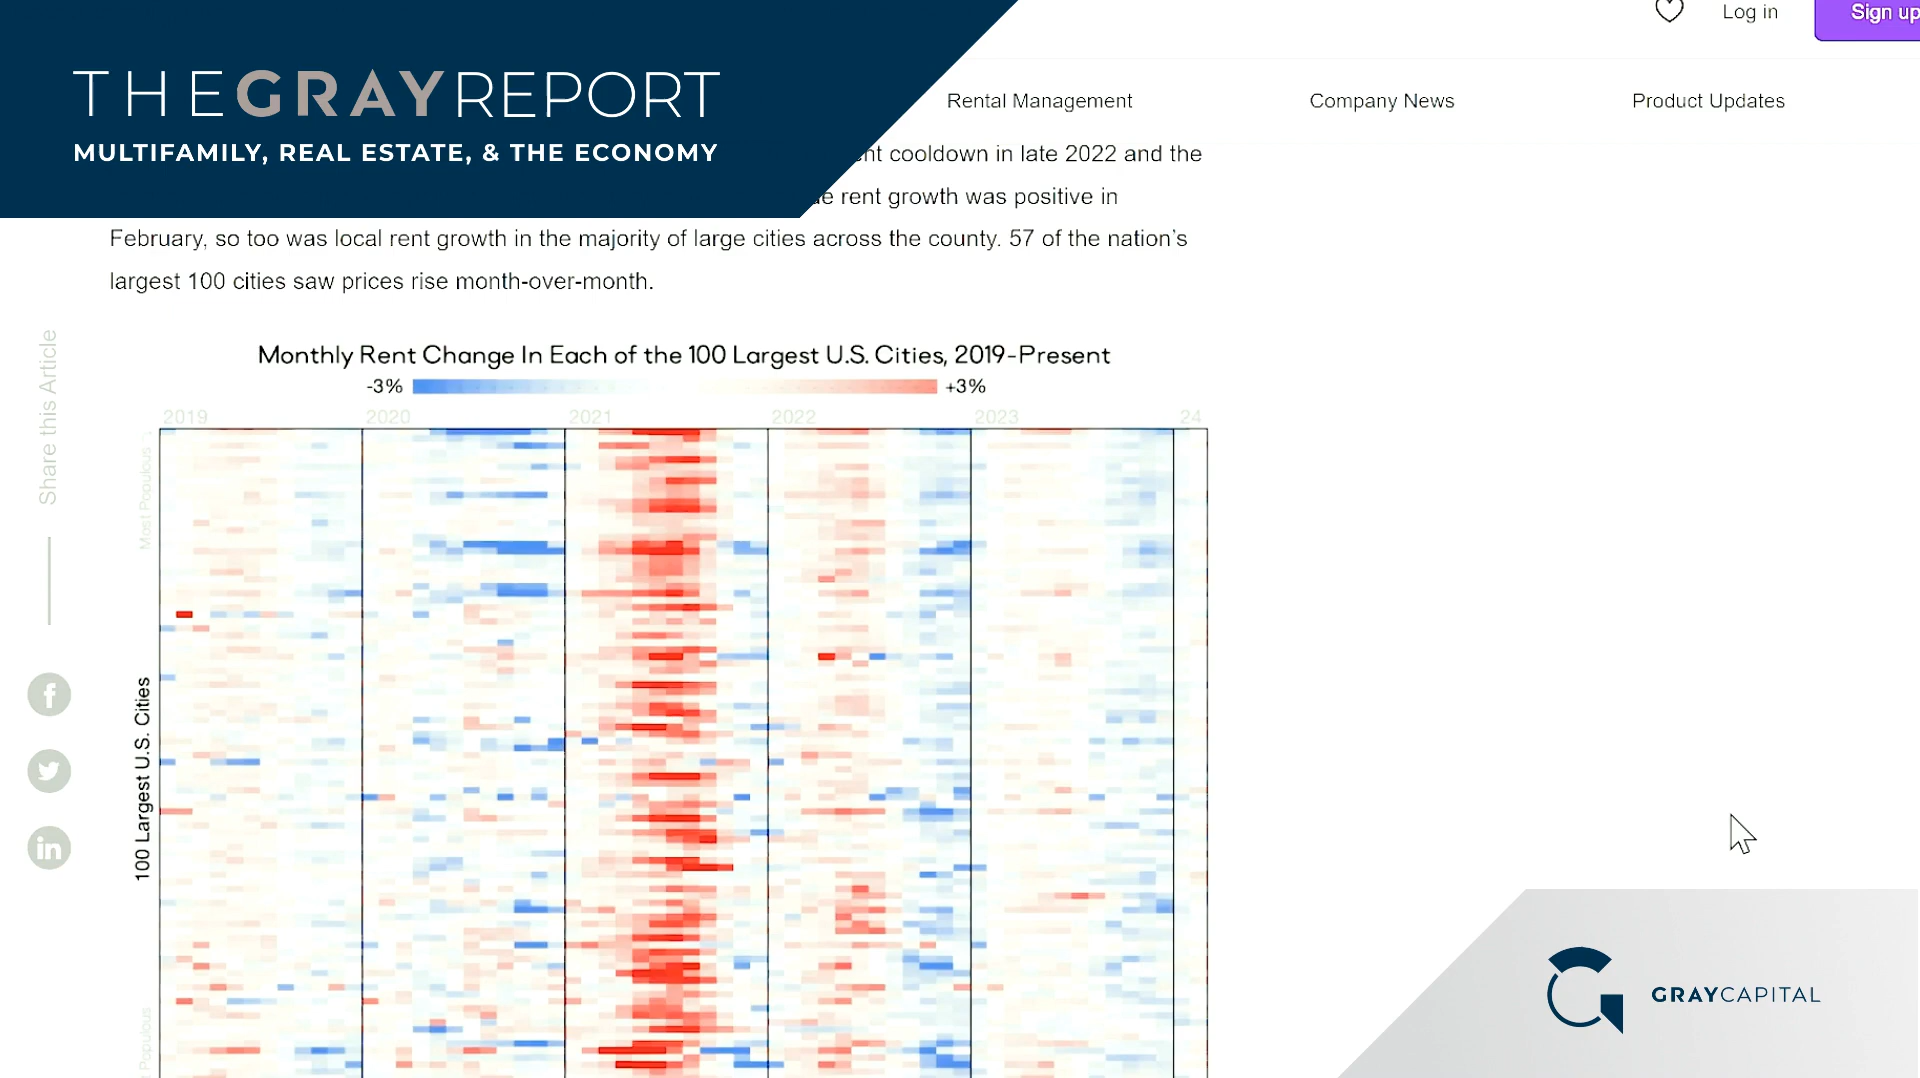 THEGRAYREPORT
MULTIFAMILY, REAL ESTATE, & THE ECONOMY
Log in
Sign up
Rental Management
Company News
Product Updates
cooldown in late 2022 and the
rent growth was positive in
February, so too was local rent growth in the majority of large cities across the county. 57 of the nation's
largest 100 cities saw prices rise month-over-month.
Share this Article
Monthly Rent Change In Each of the 100 Largest U.S. Cities, 2019-Present
-3%
+3%
2019
2020
2021
2022
2023
24
Most Populous
100 Largest U.S. Cities
Populous
GRAYCAPITAL